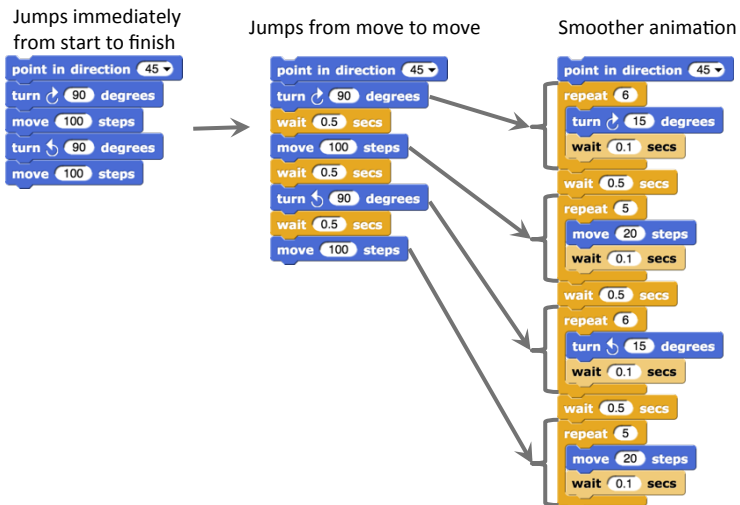 Jumps immediately
from start to finish
point in direction 45
turn 90 degrees
move 100 steps
turn 90 degrees
move 100 steps
Jumps from move to move
point in direction 45
turn 90 degrees
wait 0.5 secs
move 100 steps
wait 0.5 secs
turn 90 degrees
wait 0.5 secs
move 100 steps
Smoother animation
point in direction 45
repeat 6
turn 15 degrees
wait 0.1 secs
wait 0.5 secs
repeat 5
move 20 steps
wait 0.1 secs
wait 0.5 secs
repeat 6
turn 15 degrees
wait 0.1 secs
wait 0.5 secs
repeat 5
move 20 steps
wait 0.1 secs